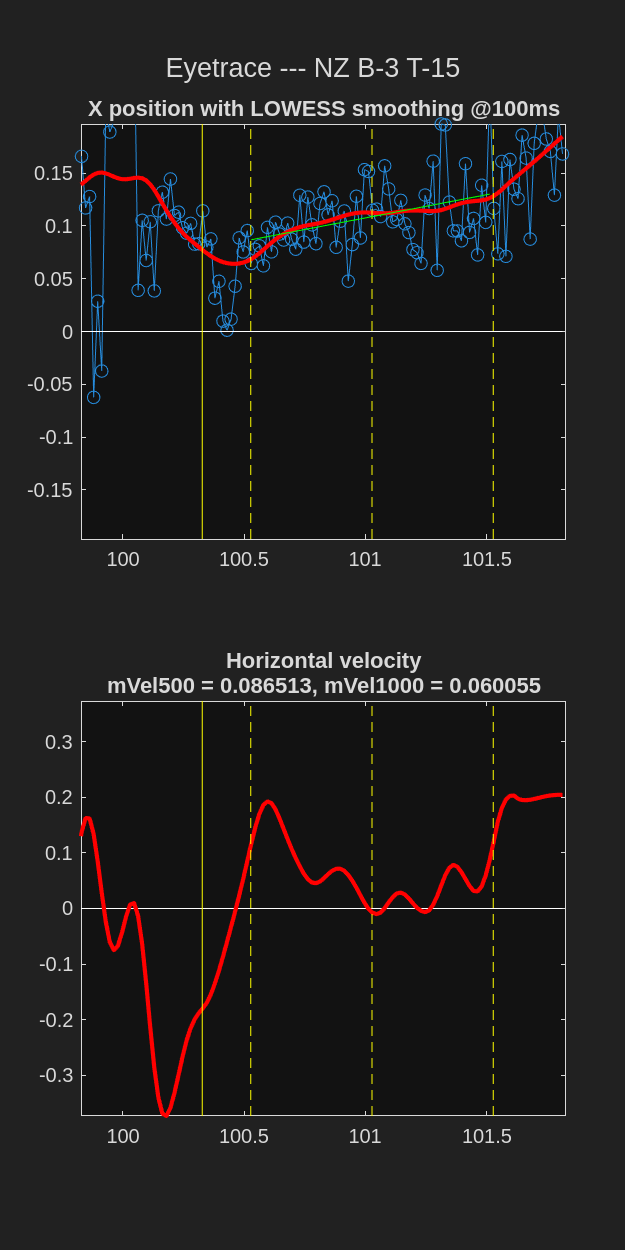 Eyetrace --- NZ B-3 T-15
X position with LOWESS smoothing @100ms
0.15
0.1
0.05
0
-0.05
-0.1
-0.15
100 100.5 101 101.5
Horizontal velocity
mVel500 = 0.086513, mVel1000 = 0.060055
0.3
0.2
0.1
0
-0.1
-0.2
-0.3
100 100.5 101 101.5